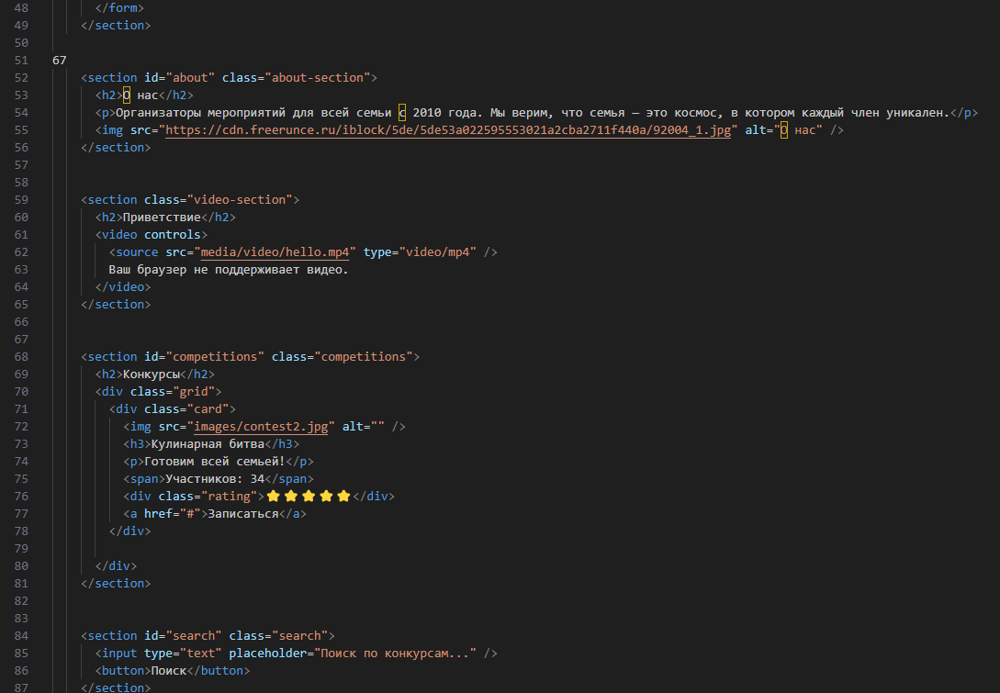 48 </form>
49 </section>
50
51 67
52 <section id="about" class="about-section">
53 <h2>О нас</h2>
54 <p>Организаторы мероприятий для всей семьи с 2010 года. Мы верим, что семья — это космос, в котором каждый член уникален.</p>
55 <img src="https://cdn.freerunce.ru/iblock/5de/5de53a022595553021a2cba2711f440a/92004_1.jpg" alt="О нас" />
56 </section>
57
58
59 <section class="video-section">
60 <h2>Приветствие</h2>
61 <video controls>
62 <source src="media/video/hello.mp4" type="video/mp4" />
63 Ваш браузер не поддерживает видео.
64 </video>
65 </section>
66
67
68 <section id="competitions" class="competitions">
69 <h2>Конкурсы</h2>
70 <div class="grid">
71 <div class="card">
72 <img src="images/contest2.jpg" alt="" />
73 <h3>Кулинарная битва</h3>
74 <p>Готовим всей семьей!</p>
75 <span>Участников: 34</span>
76 <div class="rating">⭐⭐⭐⭐⭐</div>
77 <a href="#">Записаться</a>
78 </div>
79
80 </div>
81 </section>
82
83
84 <section id="search" class="search">
85 <input type="text" placeholder="Поиск по конкурсам..." />
86 <button>Поиск</button>
87 </section>